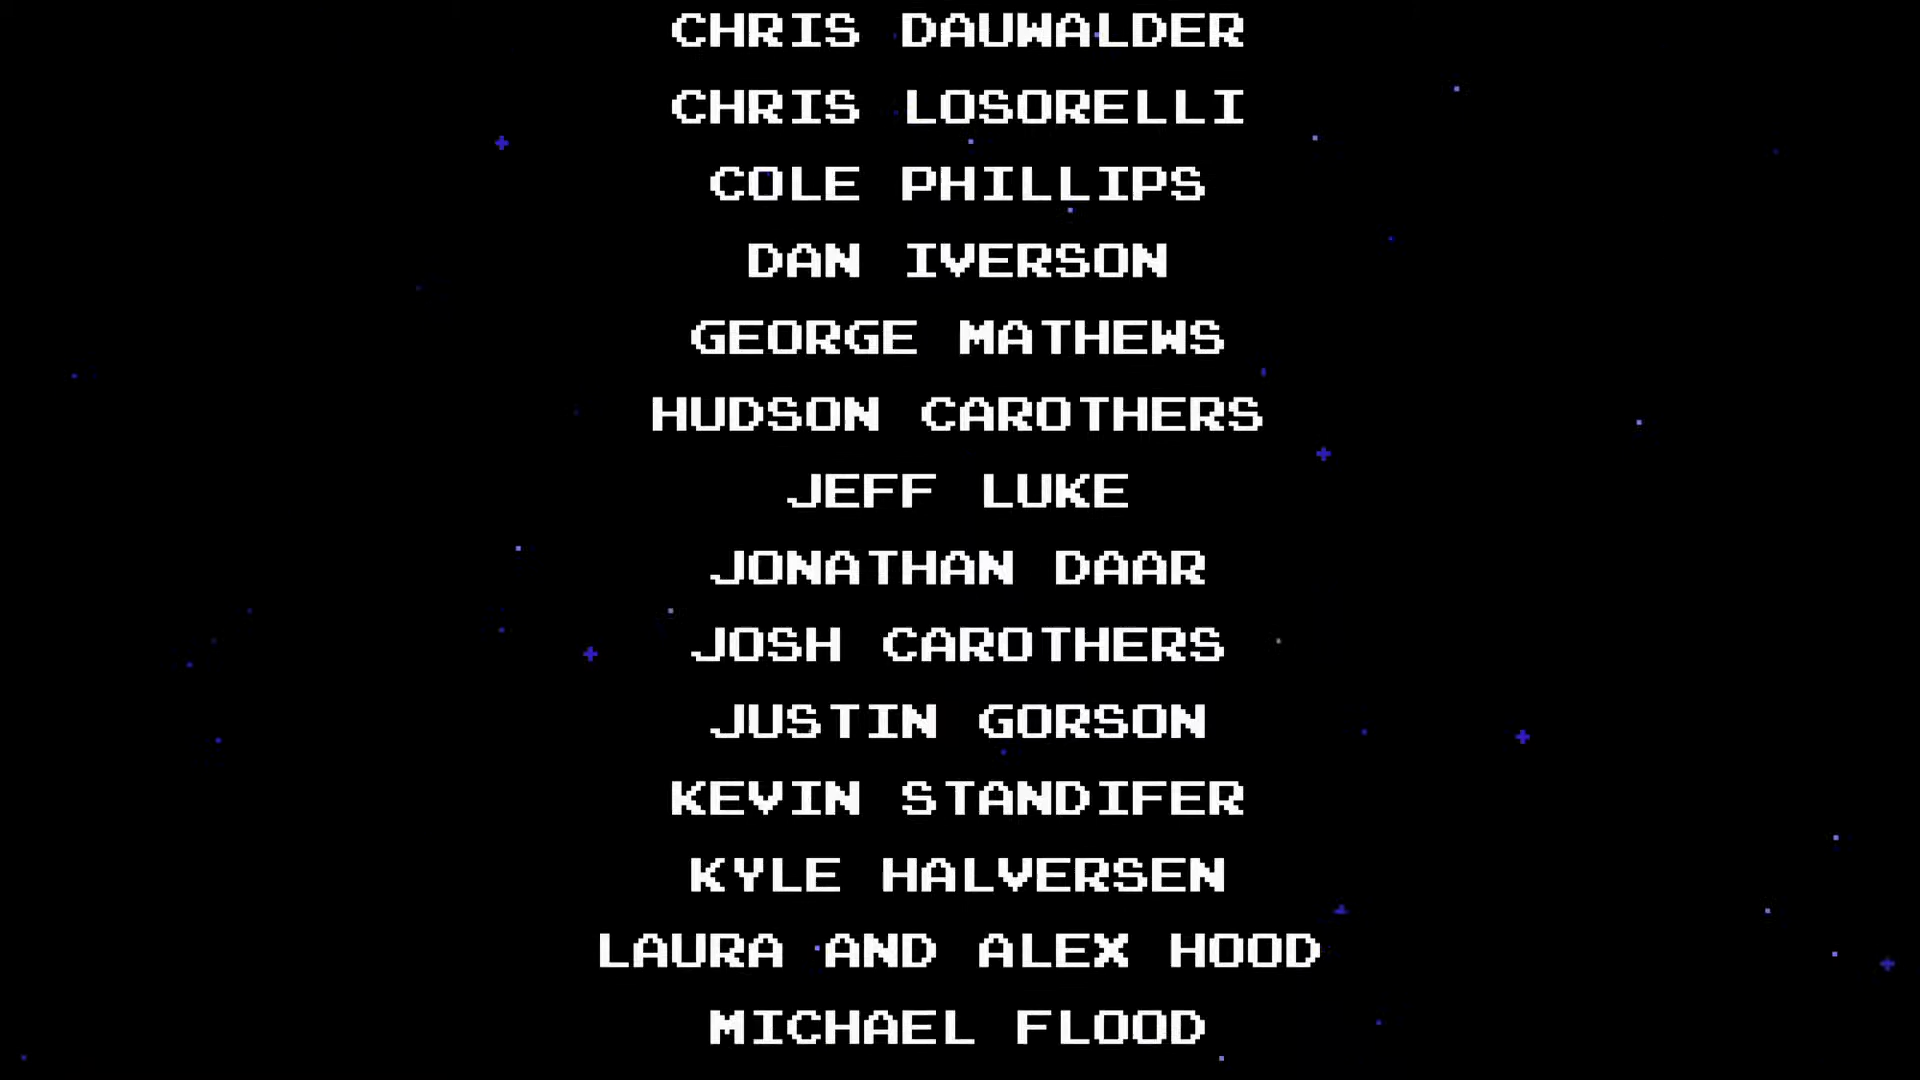 CHRIS DAUWALDER
CHRIS LOSORELLI
COLE PHILLIPS
DAN IVERSON
GEORGE MATHEWS
HUDSON CAROTHERS
JEFF LUKE
JONATHAN DAAR
JOSH CAROTHERS
JUSTIN GORSON
KEVIN STANDIFER
KYLE HALVERSEN
LAURA AND ALEX HOOD
MICHAEL FLOOD